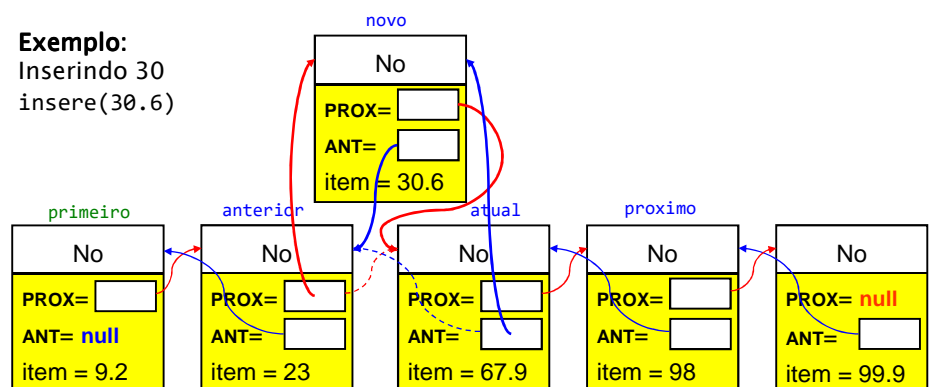 novo
Exemplo:
Inserindo 30
insere(30.6)
No
PROX=
ANT=
item = 30.6
primeiro
anterior
atual
proximo
No
PROX=
ANT= null
item = 9.2
No
PROX=
ANT=
item = 23
No
PROX=
ANT=
item = 67.9
No
PROX=
ANT=
item = 98
No
PROX= null
ANT=
item = 99.9